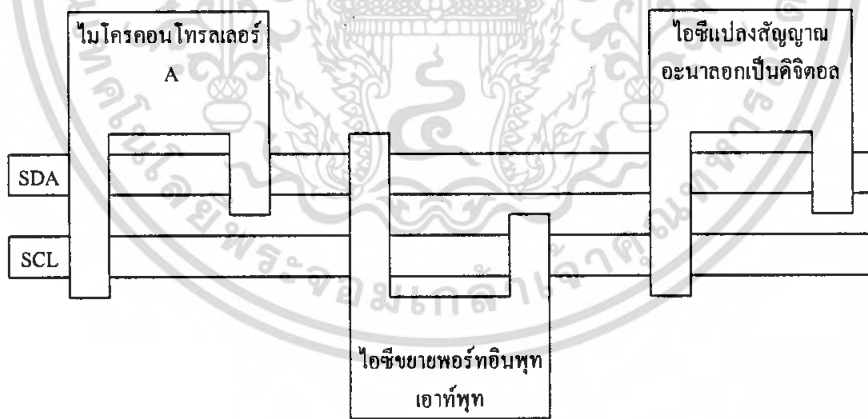 ไมโครคอนโทรลเลอร์
A
ไอซีแปลงสัญญาณ
อะนาลอกเป็นดิจิตอล
SDA
SCL
ไอซีขยายพอร์ทอินพุท
เอาท์พุท